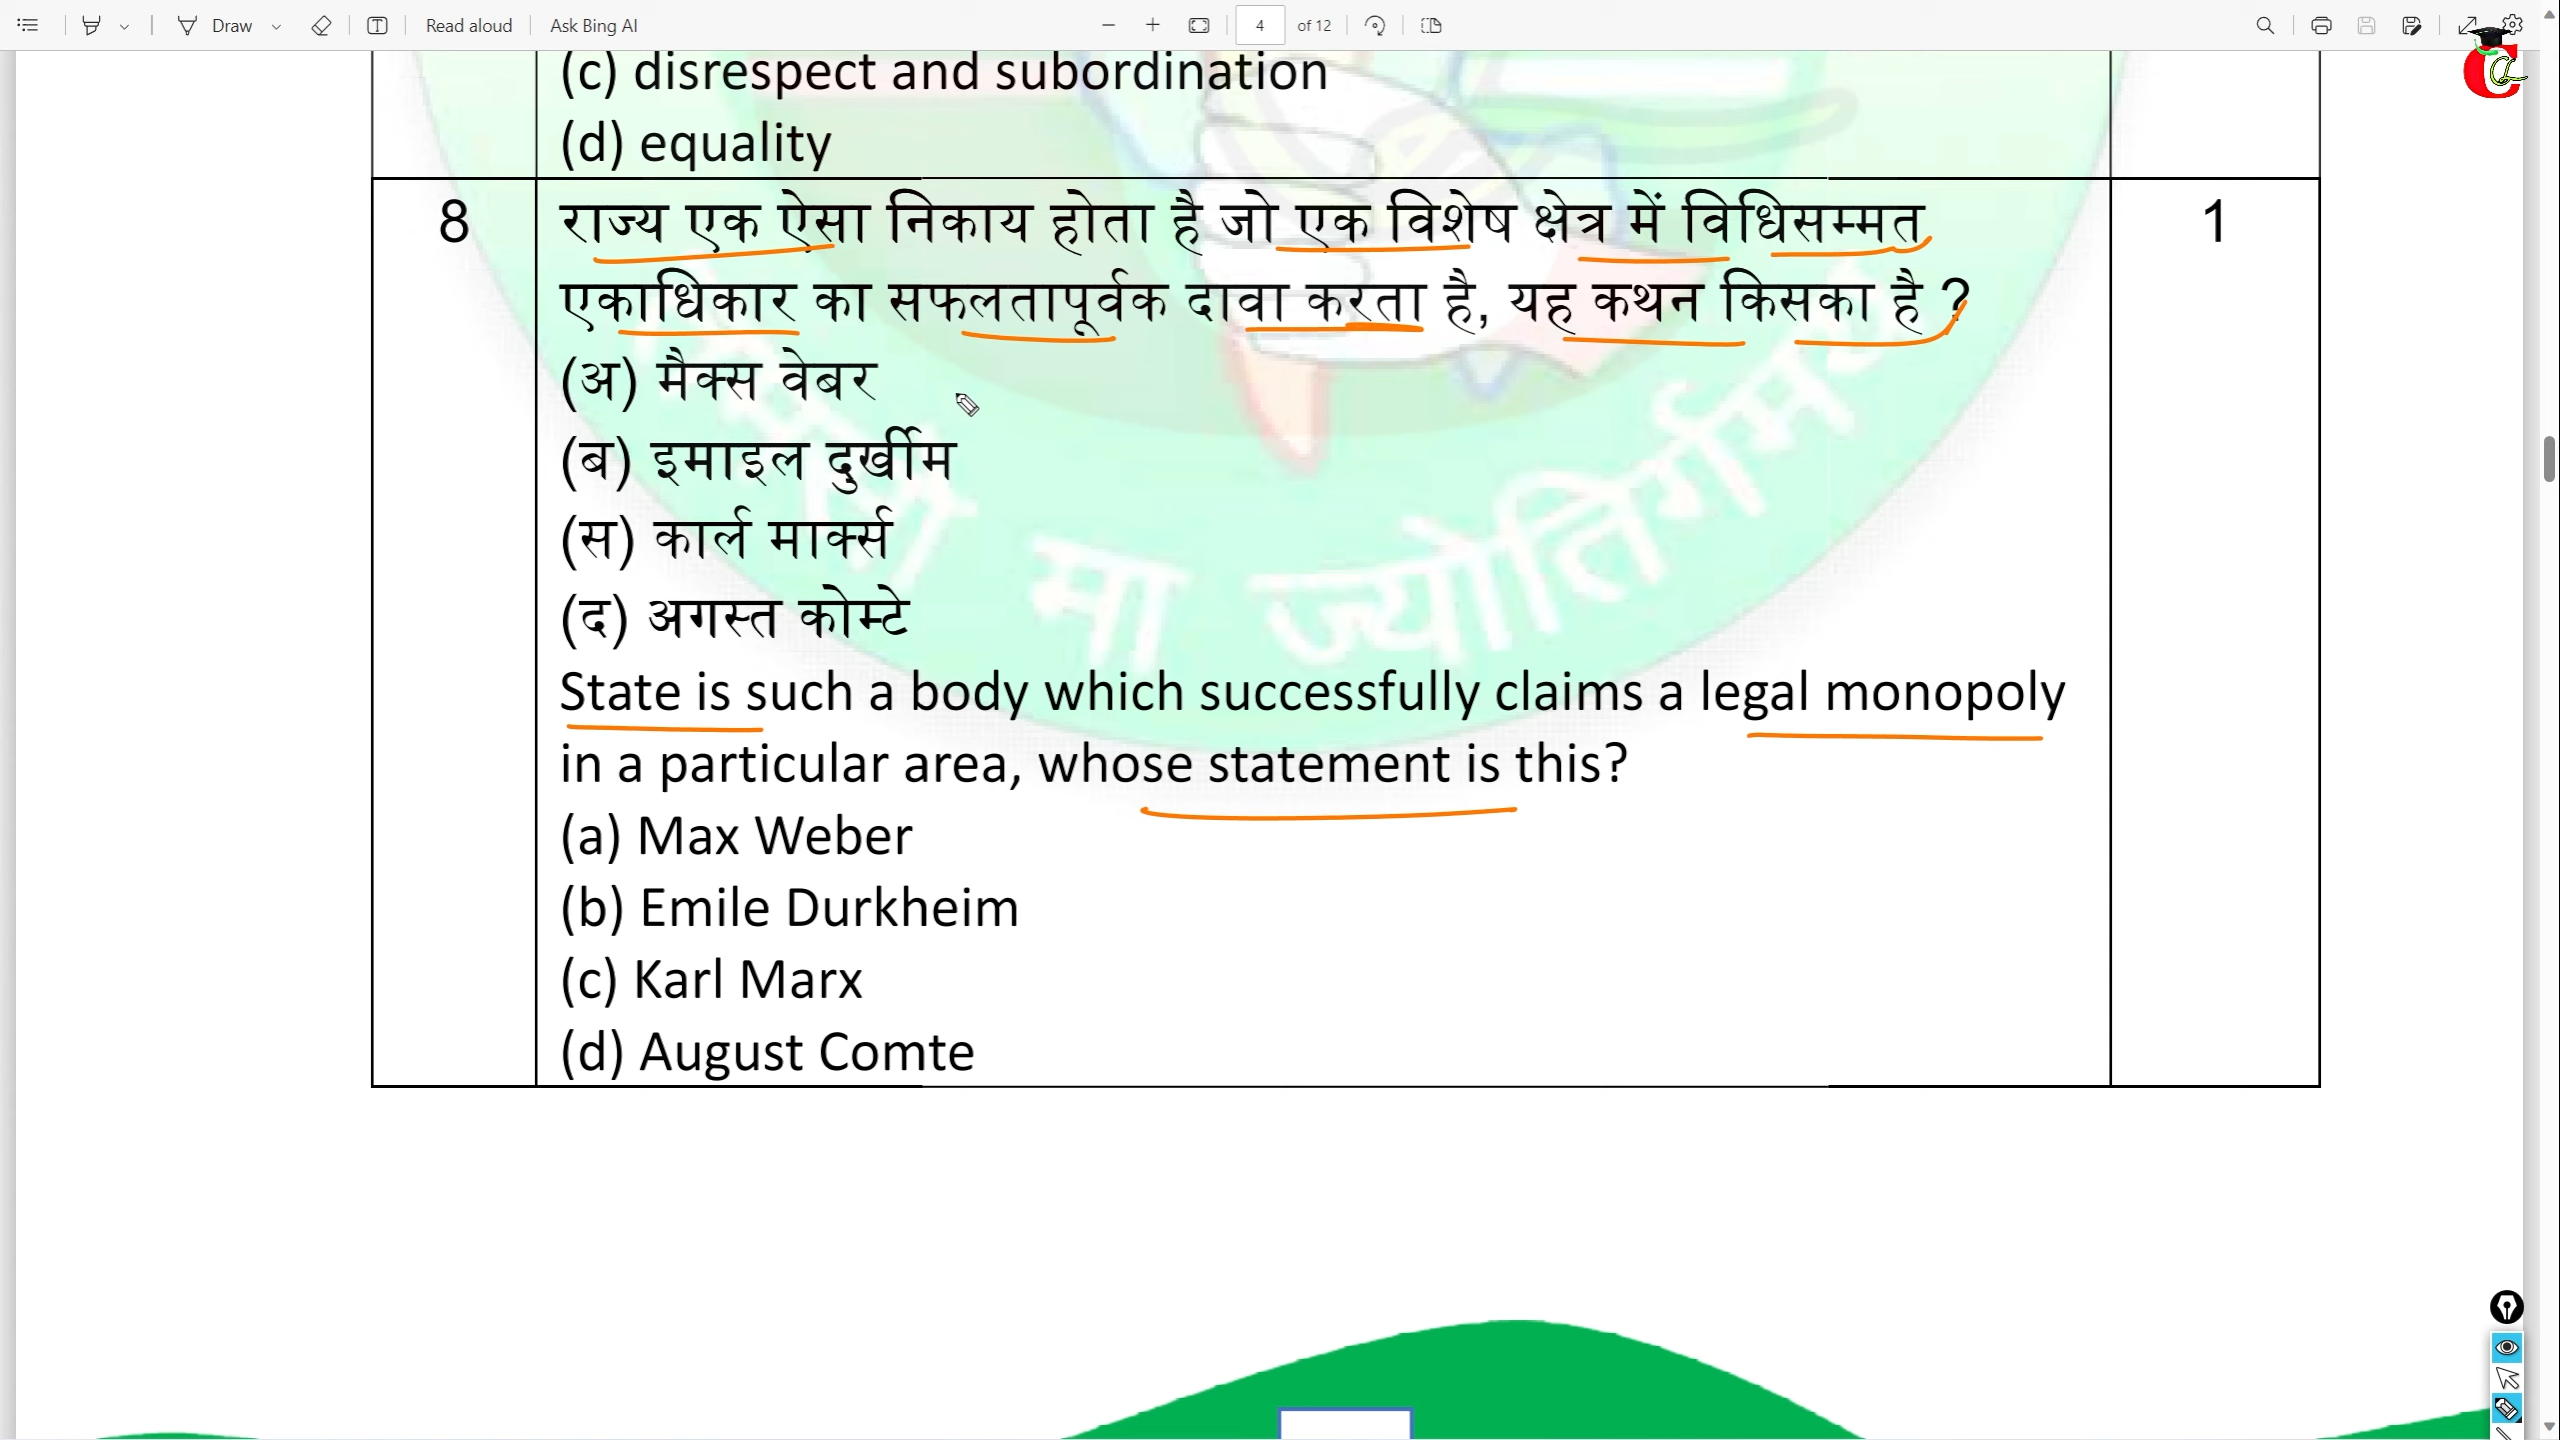 Draw Read aloud Ask Bing AI 4 of 12
(c) disrespect and subordination
(d) equality
8 राज्य एक ऐसा निकाय होता है जो एक विशेष क्षेत्र में विधिसम्मत 1
एकाधिकार का सफलतापूर्वक दावा करता है, यह कथन किसका है ?
(अ) मैक्स वेबर
(ब) इमाइल दुर्खीम
(स) कार्ल मार्क्स
(द) अगस्त कोम्टे
State is such a body which successfully claims a legal monopoly
in a particular area, whose statement is this?
(a) Max Weber
(b) Emile Durkheim
(c) Karl Marx
(d) August Comte
मा ज्योतिर्गमय